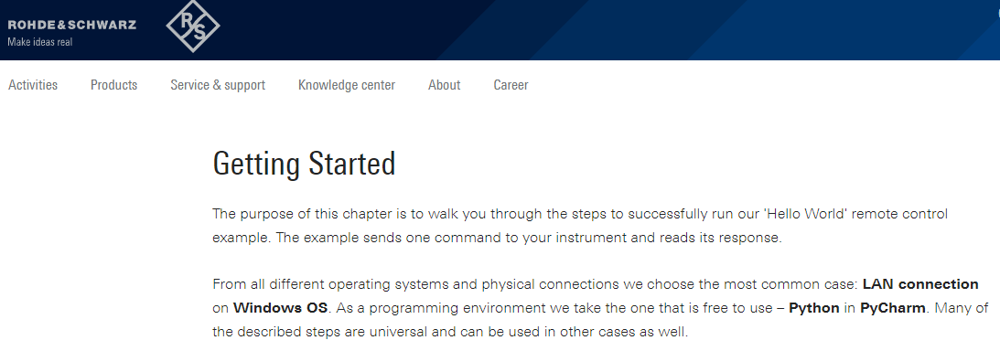 ROHDE&SCHWARZ
Make ideas real
R
S
Activities Products Service & support Knowledge center About Career
Getting Started
The purpose of this chapter is to walk you through the steps to successfully run our 'Hello World' remote control
example. The example sends one command to your instrument and reads its response.
From all different operating systems and physical connections we choose the most common case: LAN connection
on Windows OS. As a programming environment we take the one that is free to use – Python in PyCharm. Many of
the described steps are universal and can be used in other cases as well.